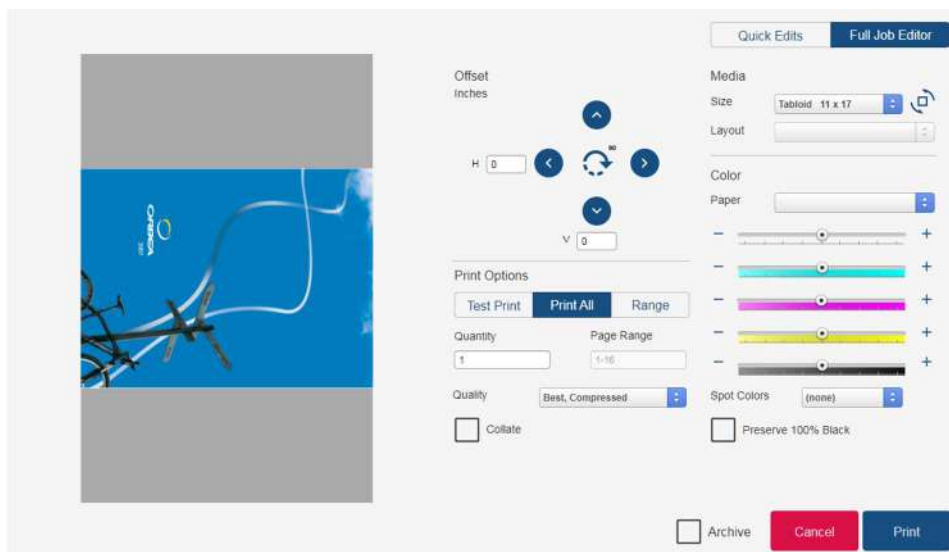 Quick Edits
Full Job Editor
Offset
Inches
H 0
90
V 0
Media
Size Tabloid 11 x 17
Layout
Color
Paper
ORBEA
Print Options
Test Print
Print All
Range
Quantity
Page Range
1
1-16
Quality Best, Compressed
Collate
Spot Colors (none)
Preserve 100% Black
Archive
Cancel
Print